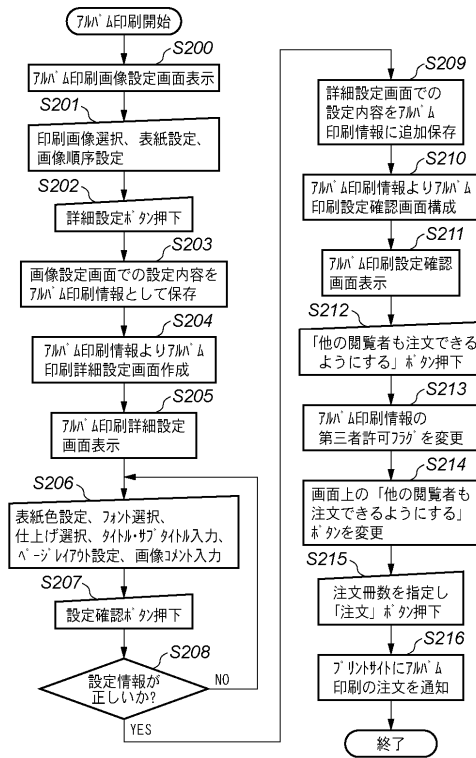 アルバム印刷開始
S200
アルバム印刷画像設定画面表示
S201
印刷画像選択、表紙設定、
画像順序設定
S202
詳細設定ボタン押下
S203
画像設定画面での設定内容を
アルバム印刷情報として保存
S204
アルバム印刷情報よりアルバム
印刷詳細設定画面作成
S205
アルバム印刷詳細設定
画面表示
S206
表紙色設定、フォント選択、
仕上げ選択、タイトル・サブタイトル入力、
ページレイアウト設定、画像コメント入力
S207
設定確認ボタン押下
S208
設定情報が
正しいか?
NO
YES
S209
詳細設定画面での
設定内容をアルバム
印刷情報に追加保存
S210
アルバム印刷情報よりアルバム
印刷設定確認画面構成
S211
アルバム印刷設定確認
画面表示
S212
「他の閲覧者も注文できる
ようにする」ボタン押下
S213
アルバム印刷情報の
第三者許可フラグを変更
S214
画面上の「他の閲覧者も
注文できるようにする」
ボタンを変更
S215
注文冊数を指定し
「注文」ボタン押下
S216
プリントサイトにアルバム
印刷の注文を通知
終了